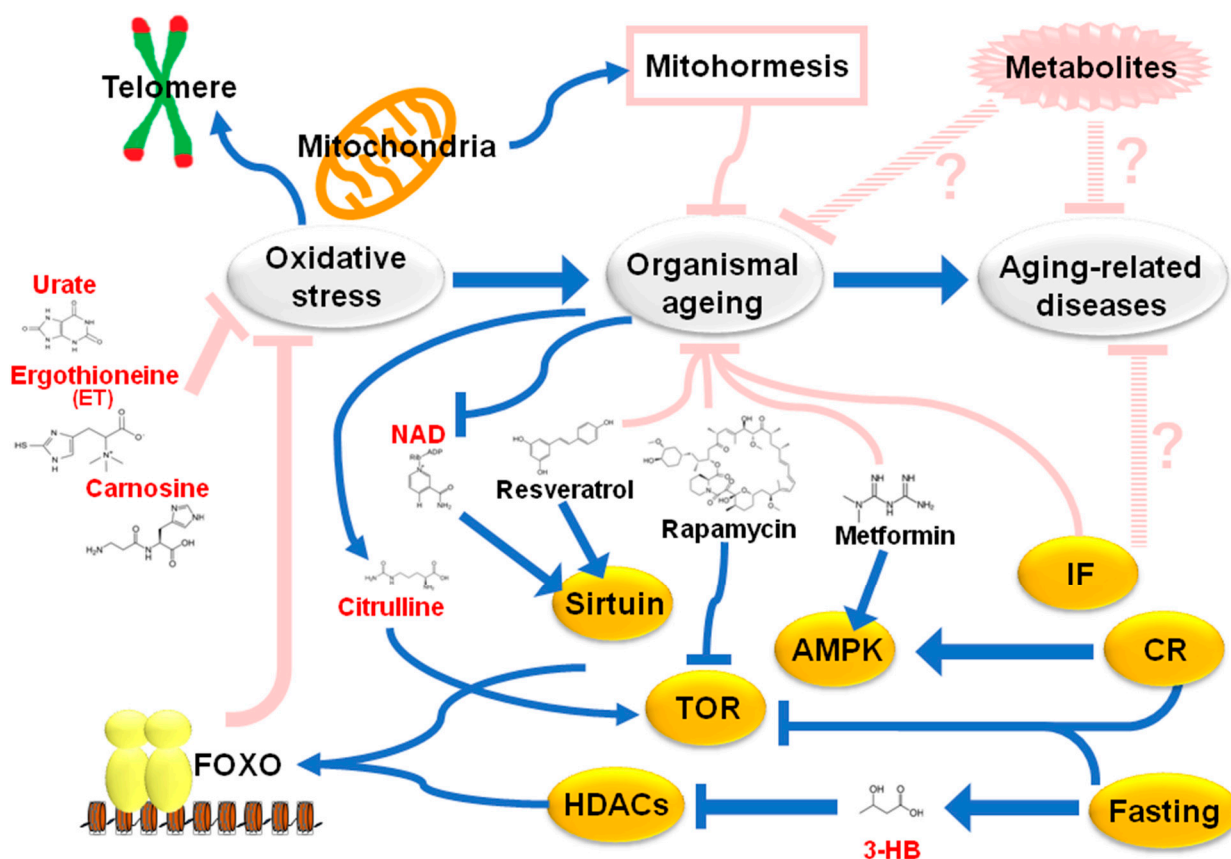 Telomere
Mitochondria
Mitohormesis
Metabolites
?
?
Oxidative
stress
Organismal
ageing
Aging-related
diseases
Urate
Ergothioneine
(ET)
Carnosine
NAD
Resveratrol
Rapamycin
Metformin
?
IF
Citrulline
Sirtuin
AMPK
CR
TOR
FOXO
HDACs
3-HB
Fasting